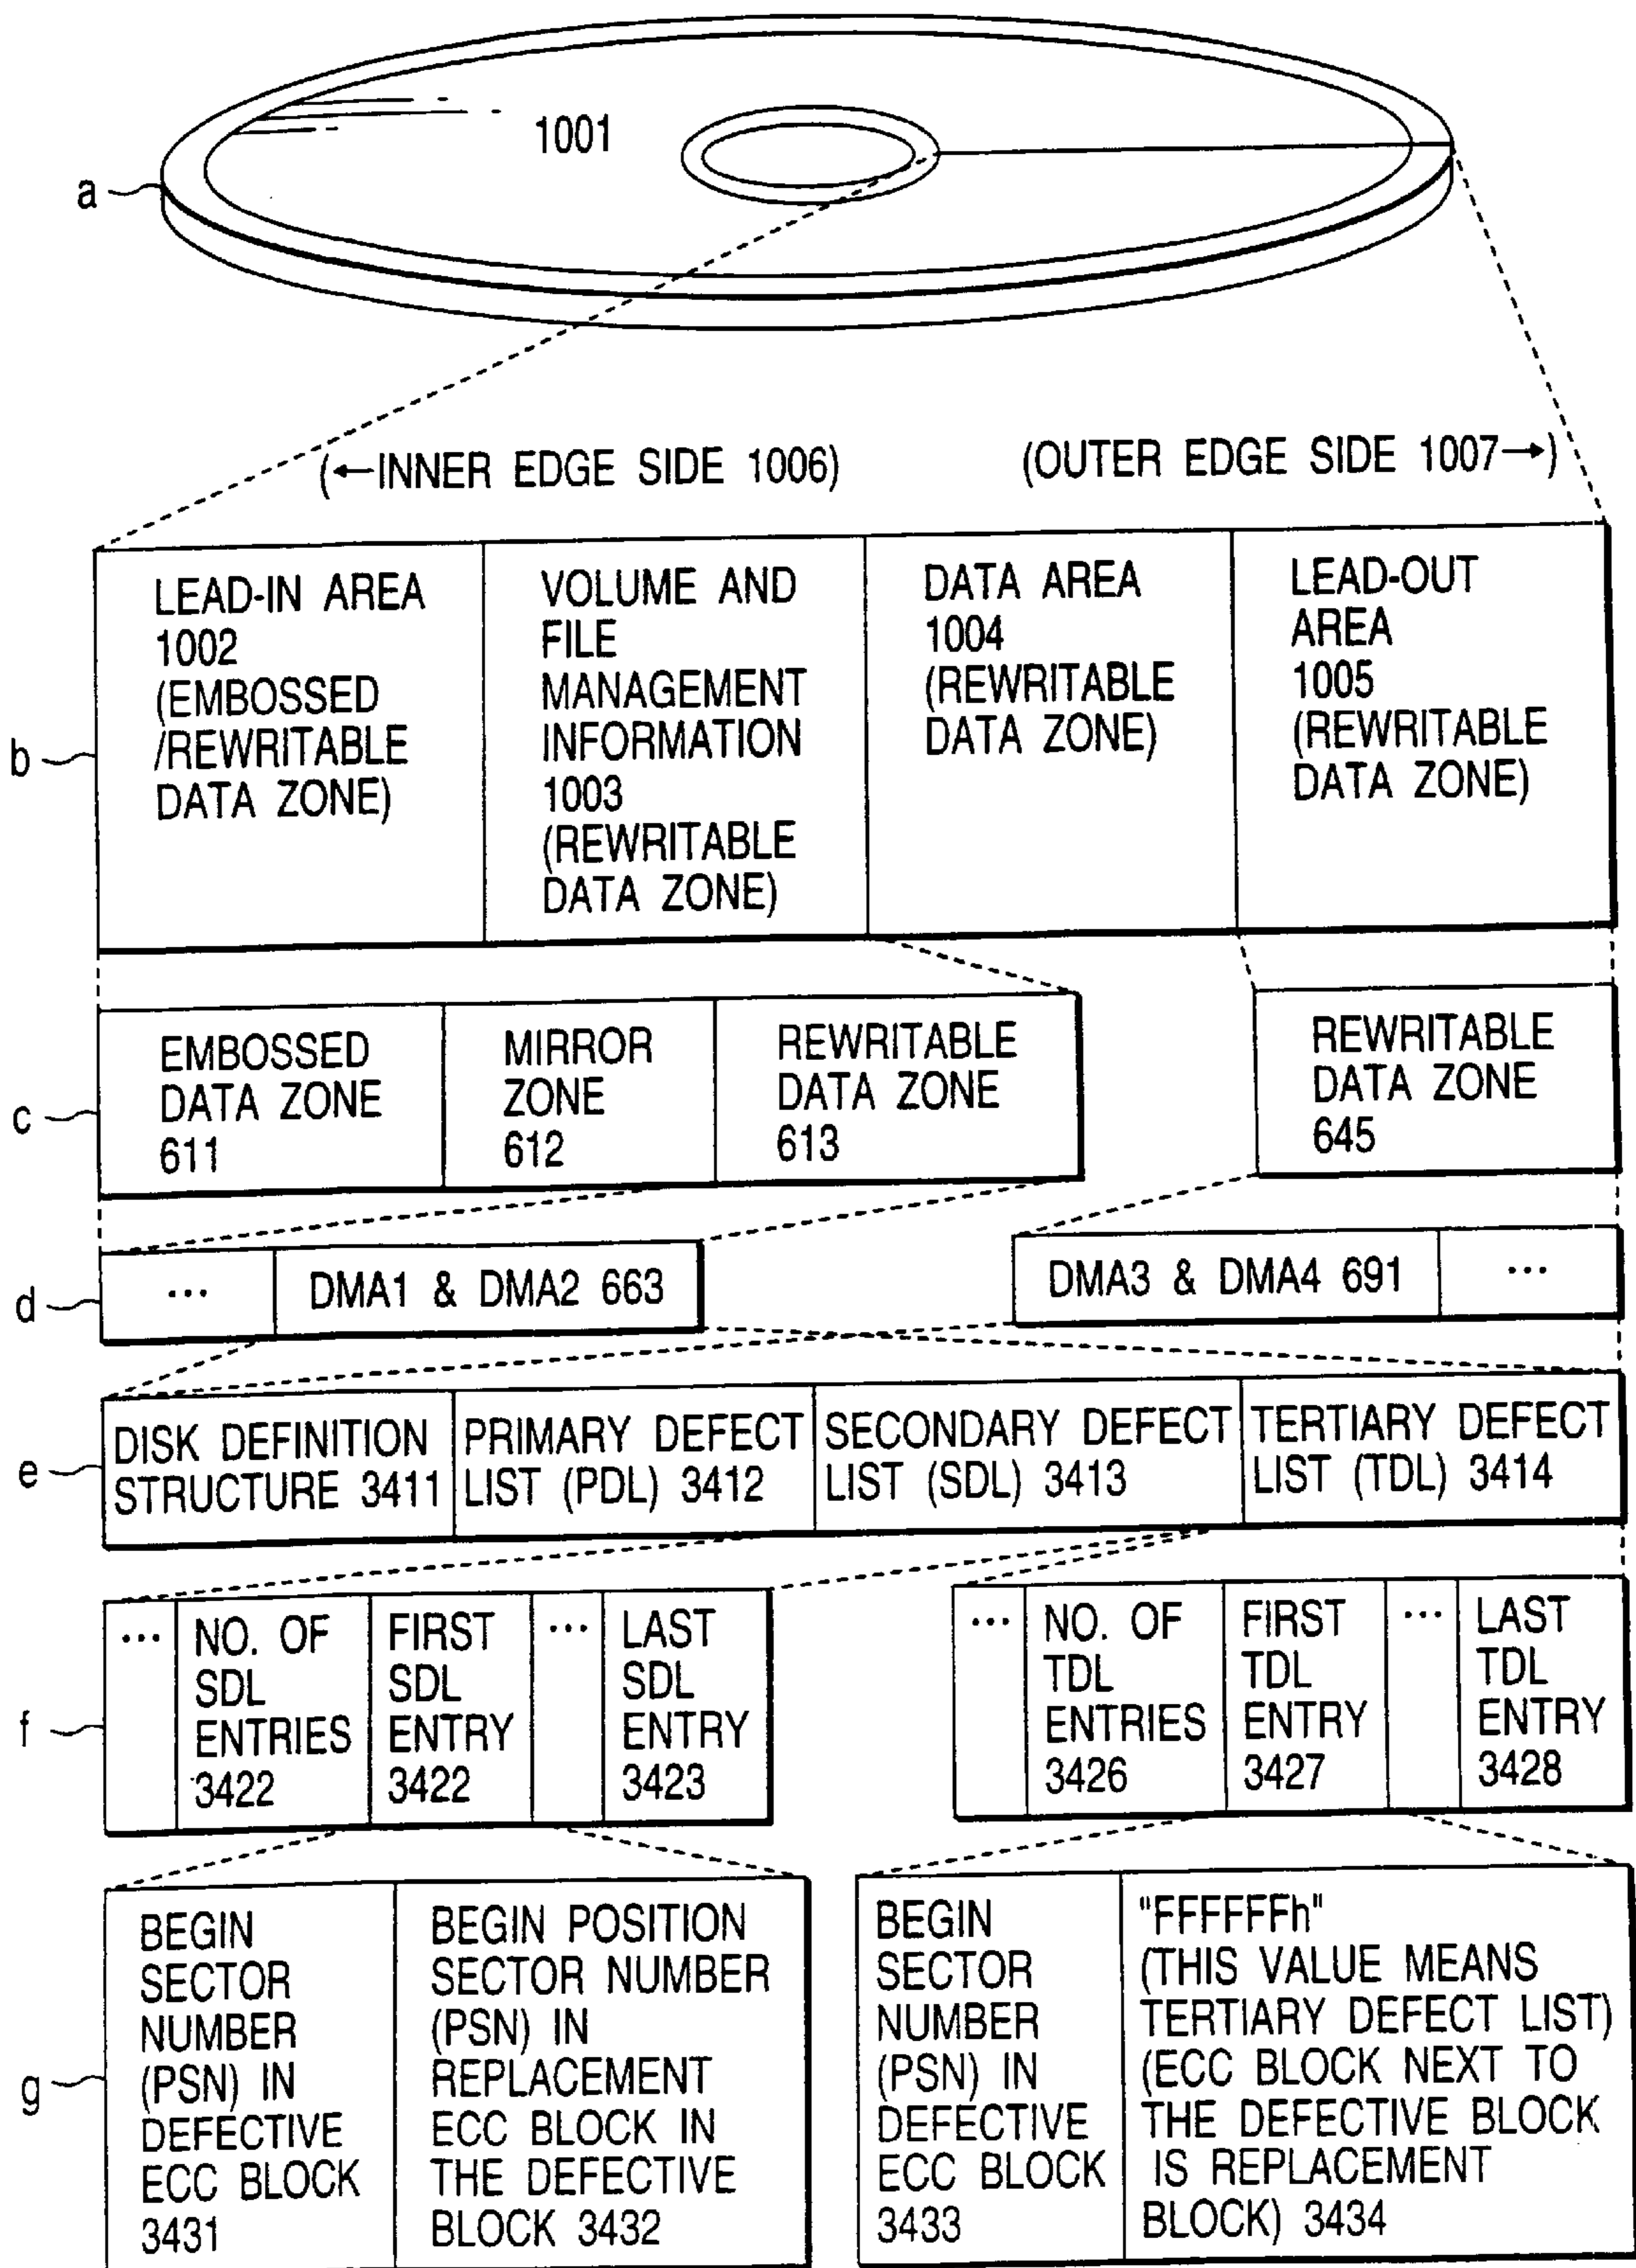 1001
a
(←INNER EDGE SIDE 1006)
(OUTER EDGE SIDE 1007→)
b
LEAD-IN AREA
1002
(EMBOSSED
/REWRITABLE
DATA ZONE)
VOLUME AND
FILE
MANAGEMENT
INFORMATION
1003
(REWRITABLE
DATA ZONE)
DATA AREA
1004
(REWRITABLE
DATA ZONE)
LEAD-OUT
AREA
1005
(REWRITABLE
DATA ZONE)
c
EMBOSSED
DATA ZONE
611
MIRROR
ZONE
612
REWRITABLE
DATA ZONE
613
REWRITABLE
DATA ZONE
645
d
...
DMA1 & DMA2 663
DMA3 & DMA4 691
...
e
DISK DEFINITION
STRUCTURE 3411
PRIMARY DEFECT
LIST (PDL) 3412
SECONDARY DEFECT
LIST (SDL) 3413
TERTIARY DEFECT
LIST (TDL) 3414
f
...
NO. OF
SDL
ENTRIES
3422
FIRST
SDL
ENTRY
3422
...
LAST
SDL
ENTRY
3423
...
NO. OF
TDL
ENTRIES
3426
FIRST
TDL
ENTRY
3427
...
LAST
TDL
ENTRY
3428
g
BEGIN
SECTOR
NUMBER
(PSN) IN
DEFECTIVE
ECC BLOCK
3431
BEGIN POSITION
SECTOR NUMBER
(PSN) IN
REPLACEMENT
ECC BLOCK IN
THE DEFECTIVE
BLOCK 3432
BEGIN
SECTOR
NUMBER
(PSN) IN
DEFECTIVE
ECC BLOCK
3433
"FFFFFFh"
(THIS VALUE MEANS
TERTIARY DEFECT LIST)
(ECC BLOCK NEXT TO
THE DEFECTIVE BLOCK
IS REPLACEMENT
BLOCK) 3434